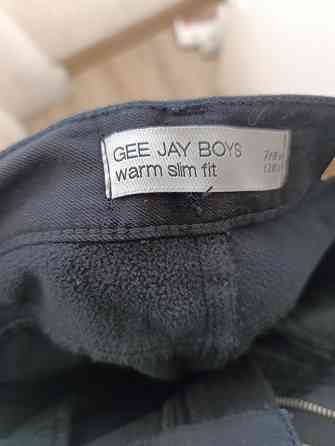 GEE JAY BOYS
warm slim fit